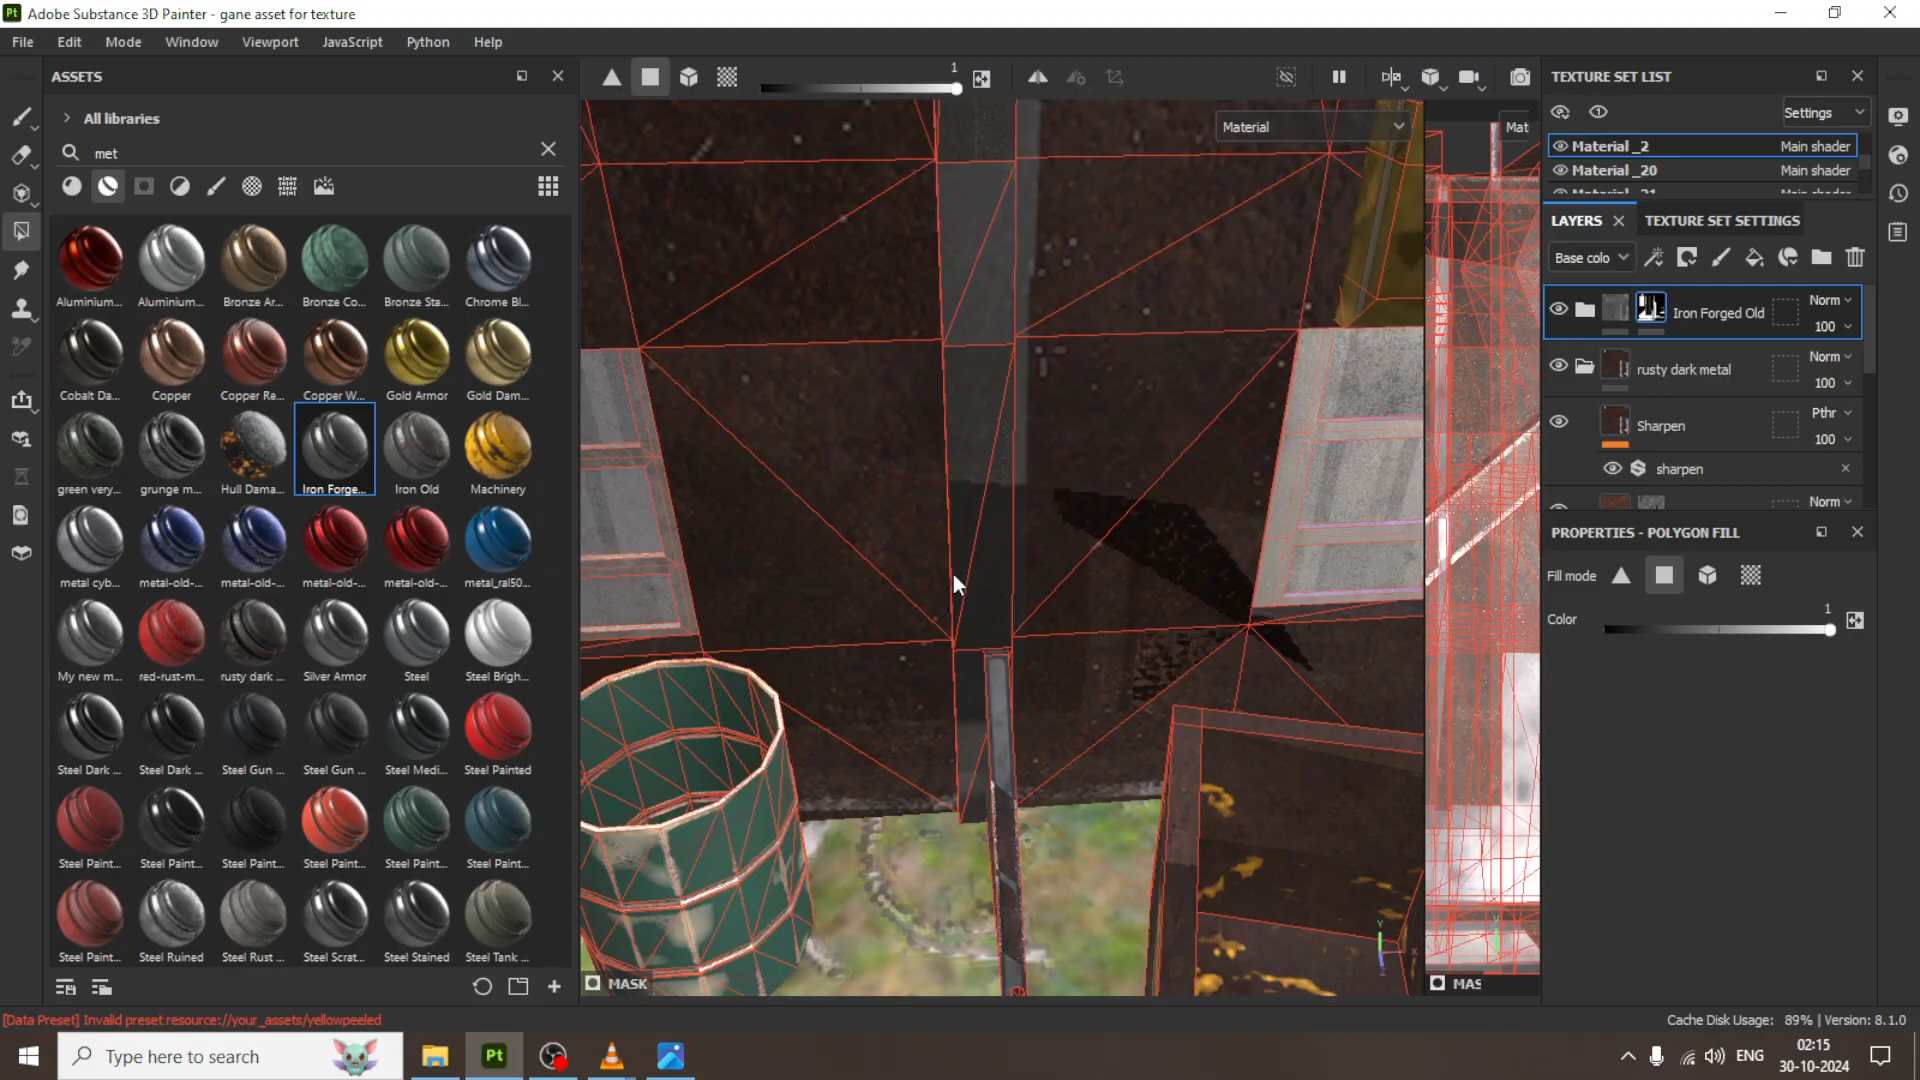 Adobe Substance 3D Painter - gane asset for texture
File Edit Mode Window Viewport JavaScript Python Help
ASSETS
All libraries
met
Aluminium... Aluminium... Bronze Ar... Bronze Co... Bronze Sta... Chrome Bl...
Cobalt Da... Copper Copper Re... Copper W... Gold Armor Gold Dam...
green very... grunge m... Hull Dama... Iron Forge... Iron Old Machinery
metal cyb... metal-old-... metal-old-... metal-old-... metal-old-... metal_ral50...
My new m... red-rust-m... rusty dark ... Silver Armor Steel Steel Brigh...
Steel Dark ... Steel Dark ... Steel Gun ... Steel Gun ... Steel Medi... Steel Painted
Steel Paint... Steel Paint... Steel Paint... Steel Paint... Steel Paint... Steel Paint...
Steel Paint... Steel Ruined Steel Rust ... Steel Scrat... Steel Stained Steel Tank ...
1
Material
Mat
MASK
MAS
TEXTURE SET LIST
Settings
Material _2 Main shader
Material _20 Main shader
LAYERS TEXTURE SET SETTINGS
Base colo
Iron Forged Old Norm 100
rusty dark metal Norm 100
Sharpen Pthr 100
sharpen
Norm
PROPERTIES - POLYGON FILL
Fill mode
Color 1
[Data Preset] Invalid preset resource://your_assets/yellowpeeled
Cache Disk Usage: 89% | Version: 8.1.0
Type here to search
ENG
02:15
30-10-2024